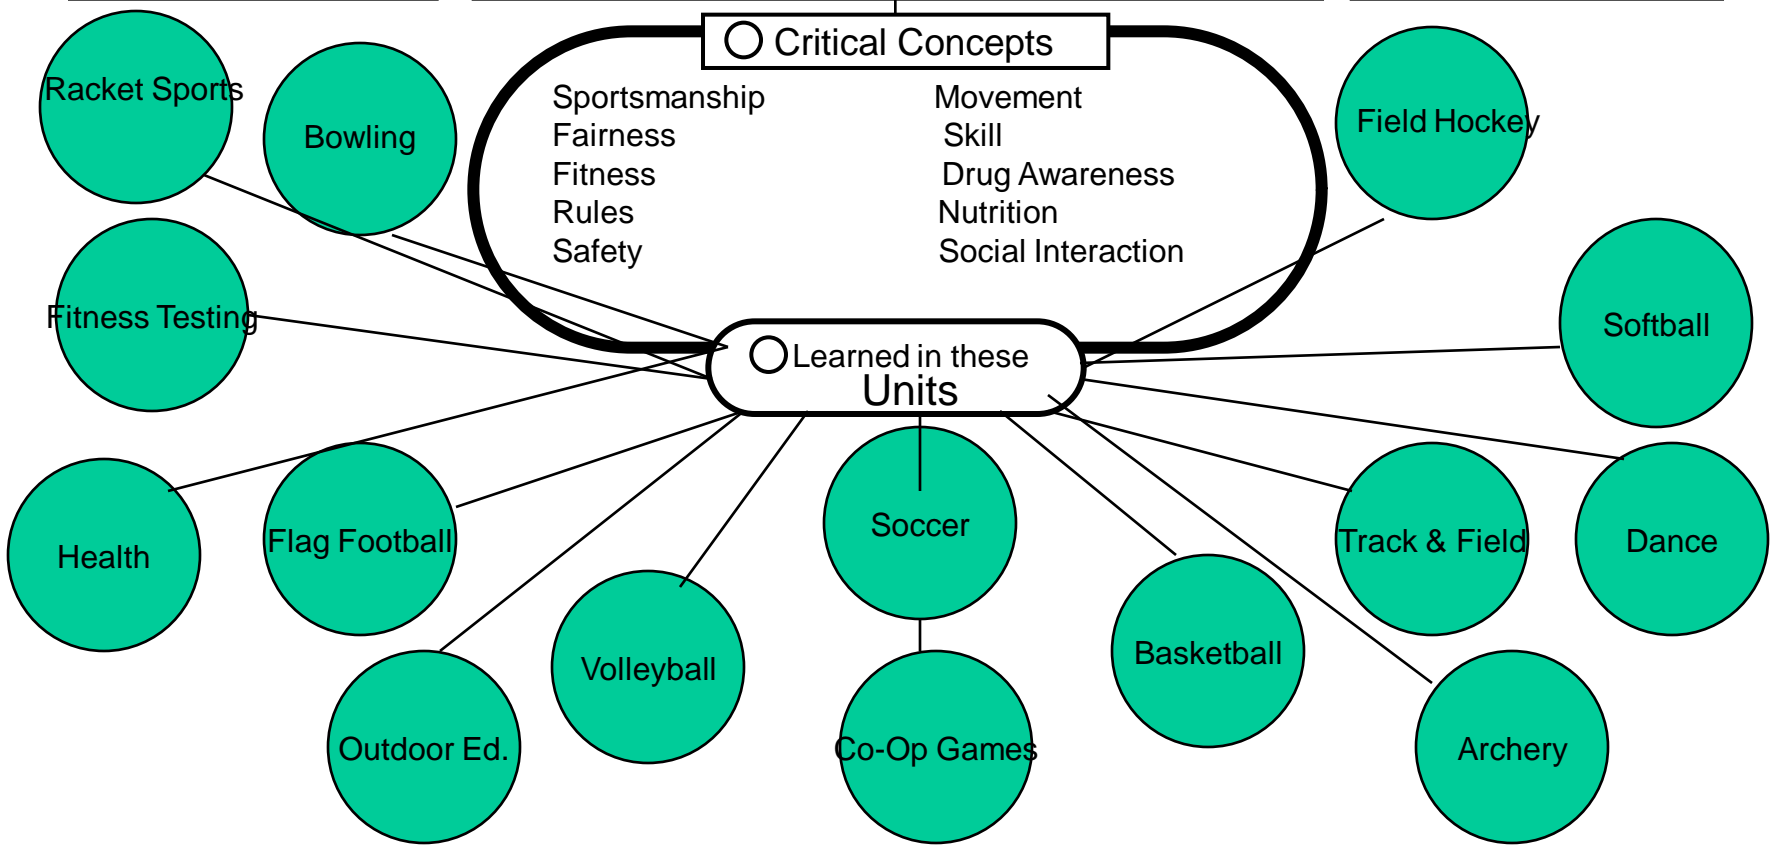 Critical Concepts
Sportsmanship
Fairness
Fitness
Rules
Safety
Movement
Skill
Drug Awareness
Nutrition
Social Interaction
Learned in these
Units
Racket Sports
Bowling
Field Hockey
Fitness Testing
Softball
Health
Flag Football
Soccer
Track & Field
Dance
Outdoor Ed.
Volleyball
Co-Op Games
Basketball
Archery